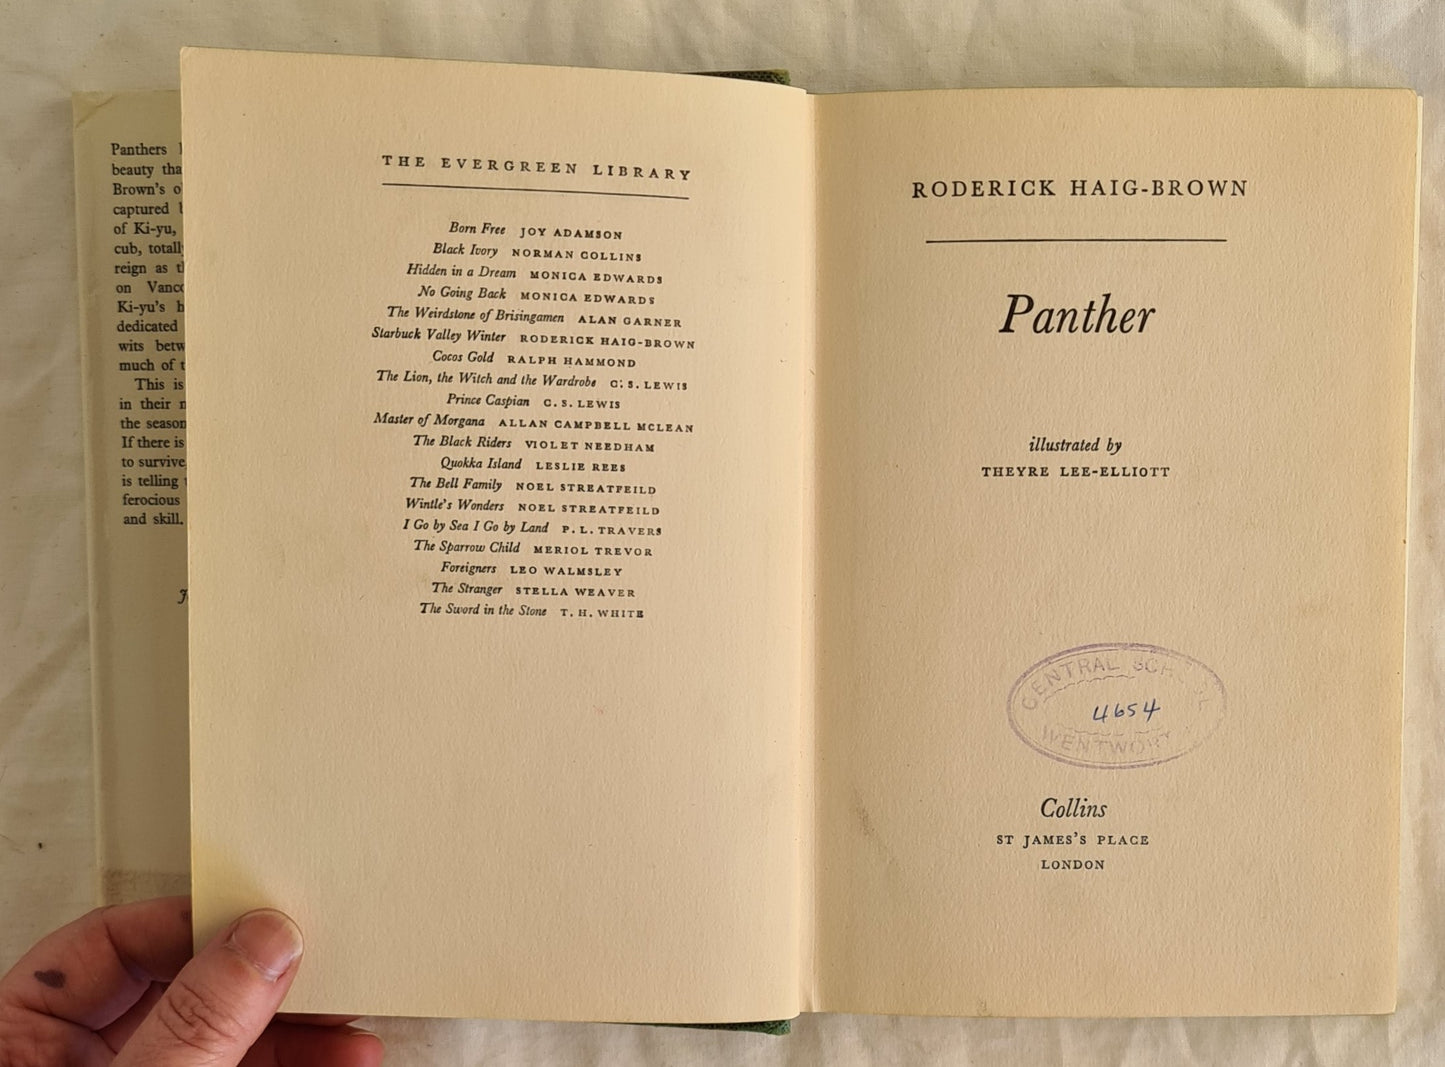 Panthers
beauty tha
Brown's o
captured
of Ki-yu,
cub, totall
reign as t
on Vanco
Ki-yu's h
dedicated
wits betw
much of t
This is
in their
the season
If there is
to survive
is telling
ferocious
and skill.
THE EVERGREEN LIBRARY
Born Free JOY ADAMSON
Black Ivory NORMAN COLLINS
Hidden in a Dream MONICA EDWARDS
No Going Back MONICA EDWARDS
The Weirdstone of Brisingamen ALAN GARNER
Starbuck Valley Winter RODERICK HAIG-BROWN
Cocos Gold RALPH HAMMOND
The Lion, the Witch and the Wardrobe C. S. LEWIS
Prince Caspian C. S. LEWIS
Master of Morgana ALLAN CAMPBELL MCLEAN
The Black Riders VIOLET NEEDHAM
Quokka Island LESLIE REES
The Bell Family NOEL STREATFEILD
Wintle's Wonders NOEL STREATFEILD
I Go by Sea I Go by Land P. L. TRAVERS
The Sparrow Child MERIOL TREVOR
Foreigners LEO WALMSLEY
The Stranger STELLA WEAVER
The Sword in the Stone T. H. WHITE
RODERICK HAIG-BROWN
Panther
illustrated by
THEYRE LEE-ELLIOTT
CENTRAL SCHOOL
4654
WENTWORTH
Collins
ST JAMES'S PLACE
LONDON